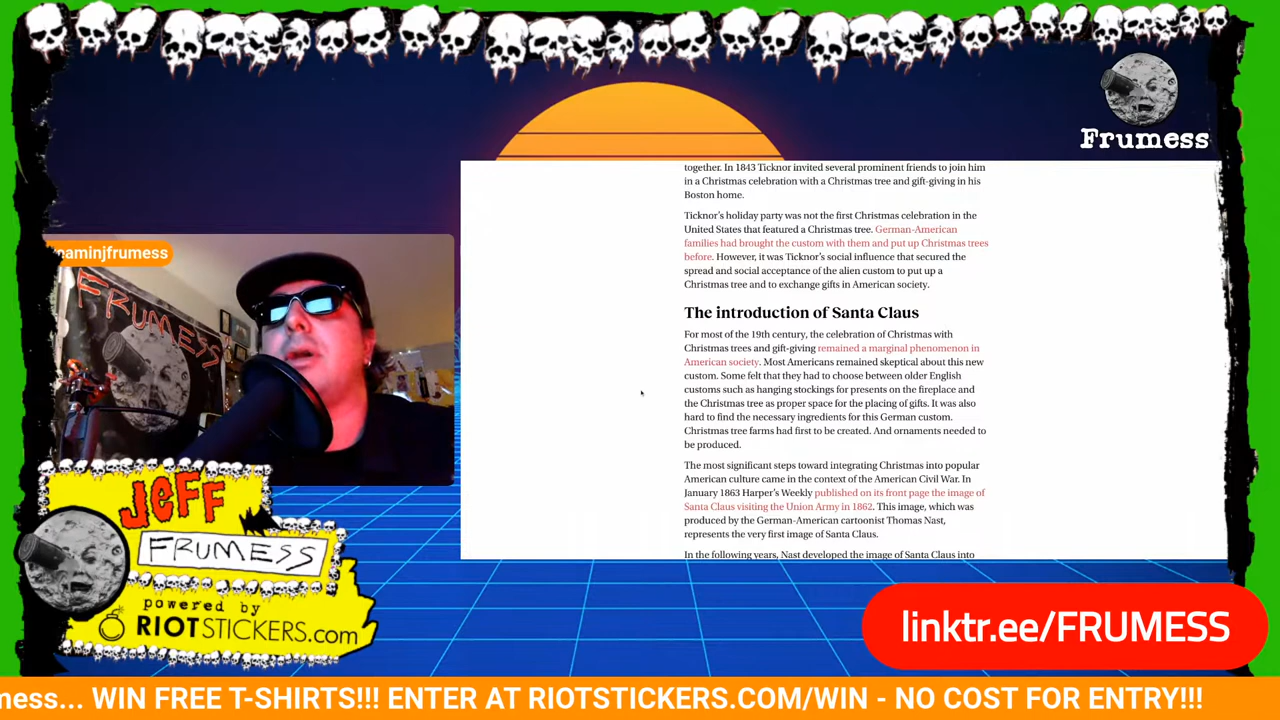 Frumess
together. In 1843 Ticknor invited several prominent friends to join him
in a Christmas celebration with a Christmas tree and gift-giving in his
Boston home.
Ticknor’s holiday party was not the first Christmas celebration in the
United States that featured a Christmas tree. German-American
families had brought the custom with them and put up Christmas trees
before. However, it was Ticknor’s social influence that secured the
spread and social acceptance of the alien custom to put up a
Christmas tree and to exchange gifts in American society.
The introduction of Santa Claus
For most of the 19th century, the celebration of Christmas with
Christmas trees and gift-giving remained a marginal phenomenon in
American society. Most Americans remained skeptical about this new
custom. Some felt that they had to choose between older English
customs such as hanging stockings for presents on the fireplace and
the Christmas tree as proper space for the placing of gifts. It was also
hard to find the necessary ingredients for this German custom.
Christmas tree farms had first to be created. And ornaments needed to
be produced.
The most significant steps toward integrating Christmas into popular
American culture came in the context of the American Civil War. In
January 1863 Harper’s Weekly published on its front page the image of
Santa Claus visiting the Union Army in 1862. This image, which was
produced by the German-American cartoonist Thomas Nast,
represents the very first image of Santa Claus.
In the following years, Nast developed the image of Santa Claus into
eaminjfrumess
FRUMESS
JEFF
FRUMESS
powered by
RIOTSTICKERS.com
linktr.ee/FRUMESS
mess... WIN FREE T-SHIRTS!!! ENTER AT RIOTSTICKERS.COM/WIN - NO COST FOR ENTRY!!!